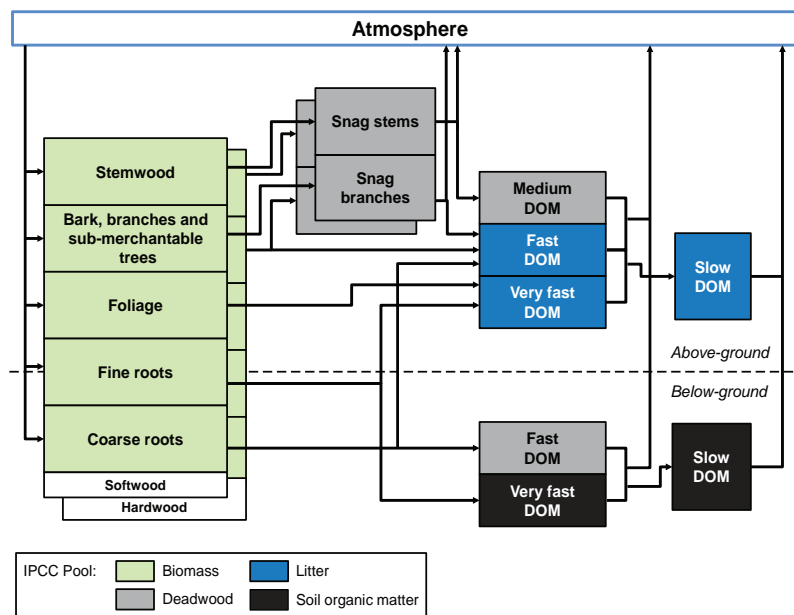 Atmosphere
Snag stems
Snag
branches
Stemwood
Bark, branches and
sub-merchantable
trees
Foliage
Fine roots
Coarse roots
Softwood
Hardwood
Medium
DOM
Fast
DOM
Very fast
DOM
Slow
DOM
Above-ground
Below-ground
Fast
DOM
Very fast
DOM
Slow
DOM
IPCC Pool:
Biomass
Litter
Deadwood
Soil organic matter